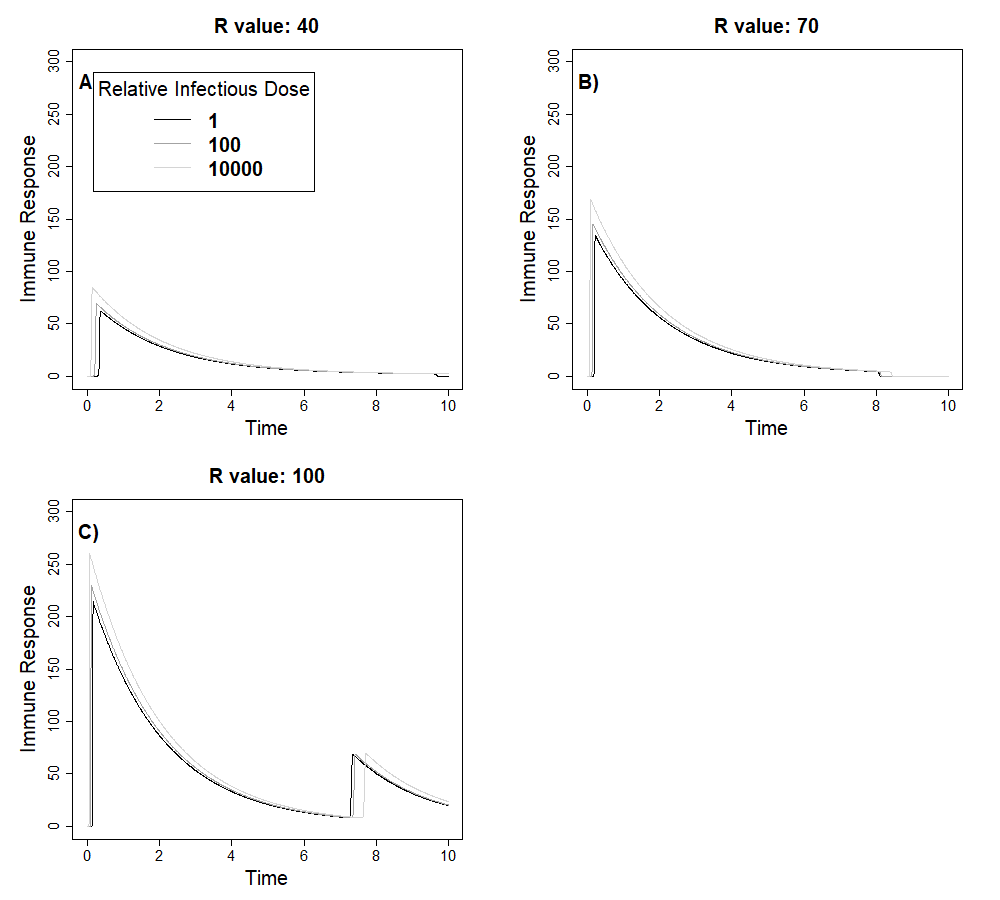 R value: 40
A
Relative Infectious Dose
1
100
10000
Immune Response
0 50 100 150 200 250 300
0 2 4 6 8 10
Time
R value: 70
B)
Immune Response
0 50 100 150 200 250 300
0 2 4 6 8 10
Time
R value: 100
C)
Immune Response
0 50 100 150 200 250 300
0 2 4 6 8 10
Time